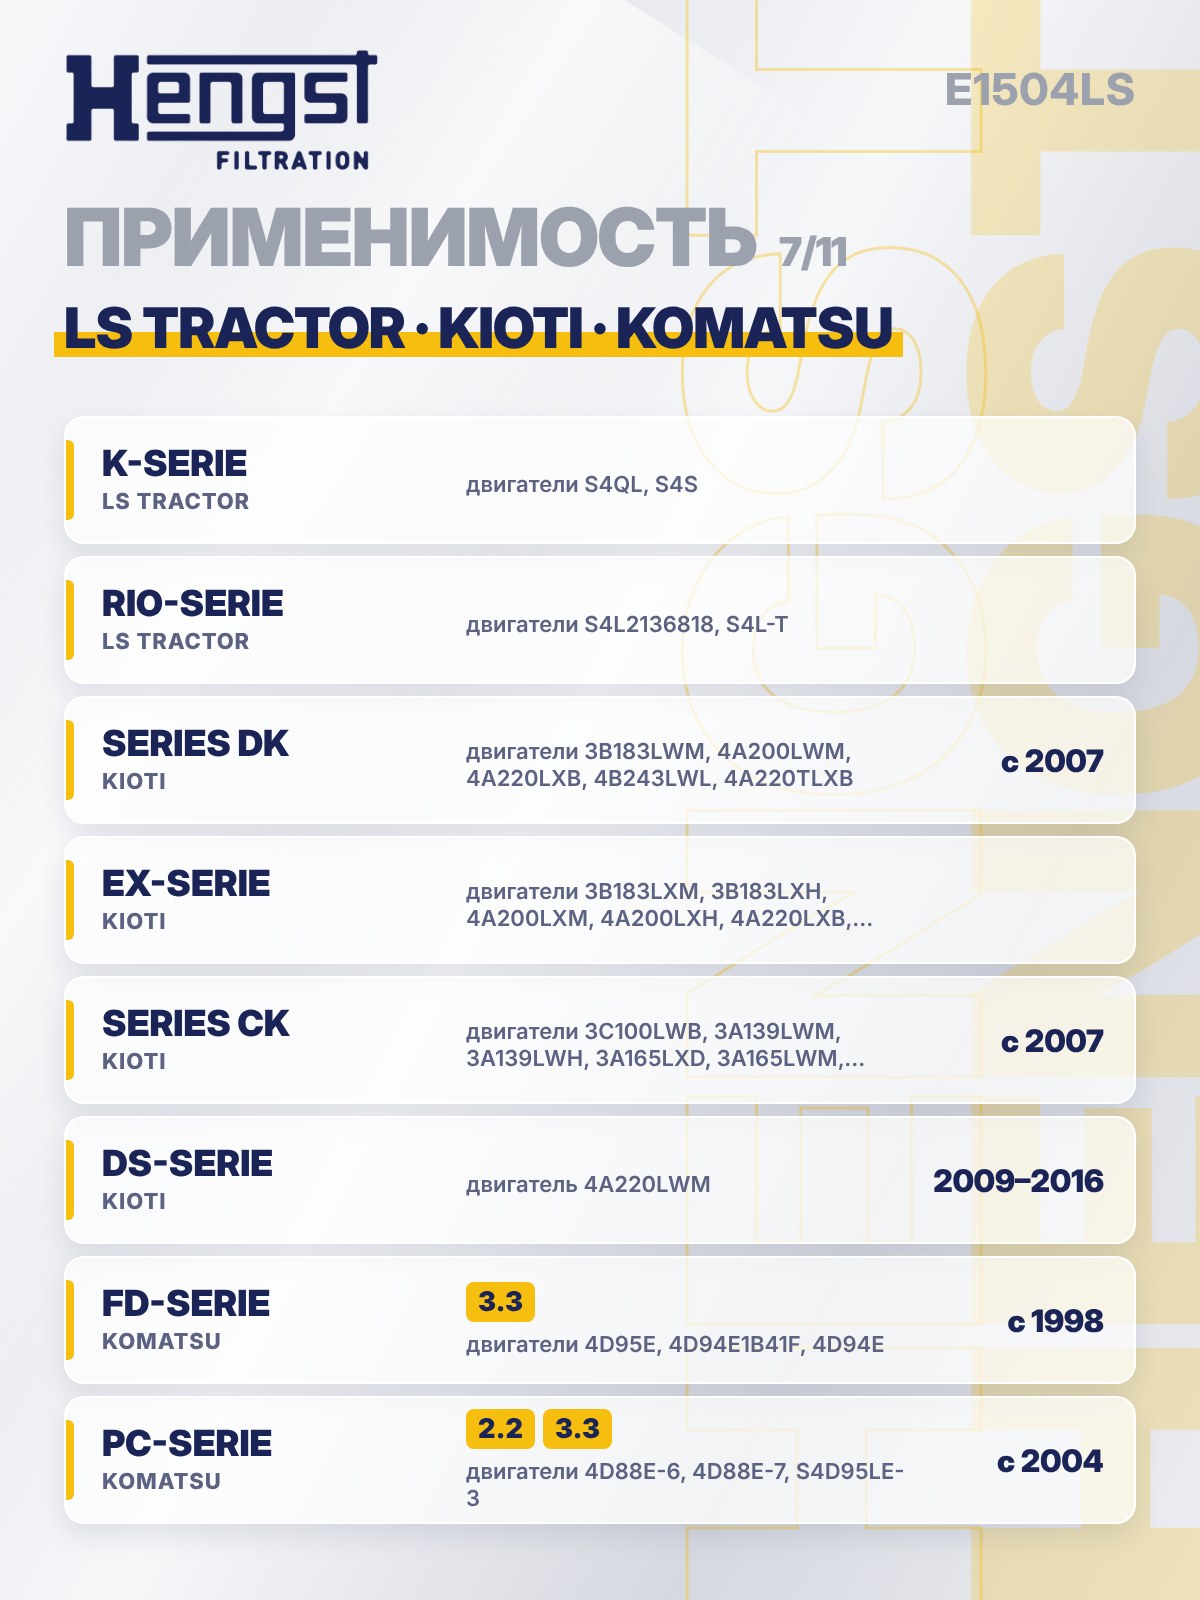 Hengst
FILTRATION
E1504LS
ПРИМЕНИМОСТЬ 7/11
LS TRACTOR · KIOTI · KOMATSU
K-SERIE
LS TRACTOR
двигатели S4QL, S4S
RIO-SERIE
LS TRACTOR
двигатели S4L2136818, S4L-T
SERIES DK
KIOTI
двигатели 3B183LWM, 4A200LWM,
4A220LXB, 4B243LWL, 4A220TLXB
с 2007
EX-SERIE
KIOTI
двигатели 3B183LXM, 3B183LXH,
4A200LXM, 4A200LXH, 4A220LXB,...
SERIES CK
KIOTI
двигатели 3C100LWB, 3A139LWM,
3A139LWH, 3A165LXD, 3A165LWM,...
с 2007
DS-SERIE
KIOTI
двигатель 4A220LWM
2009–2016
FD-SERIE
KOMATSU
3.3
двигатели 4D95E, 4D94E1B41F, 4D94E
с 1998
PC-SERIE
KOMATSU
2.2 3.3
двигатели 4D88E-6, 4D88E-7, S4D95LE-
3
с 2004
HENGST
HENGST